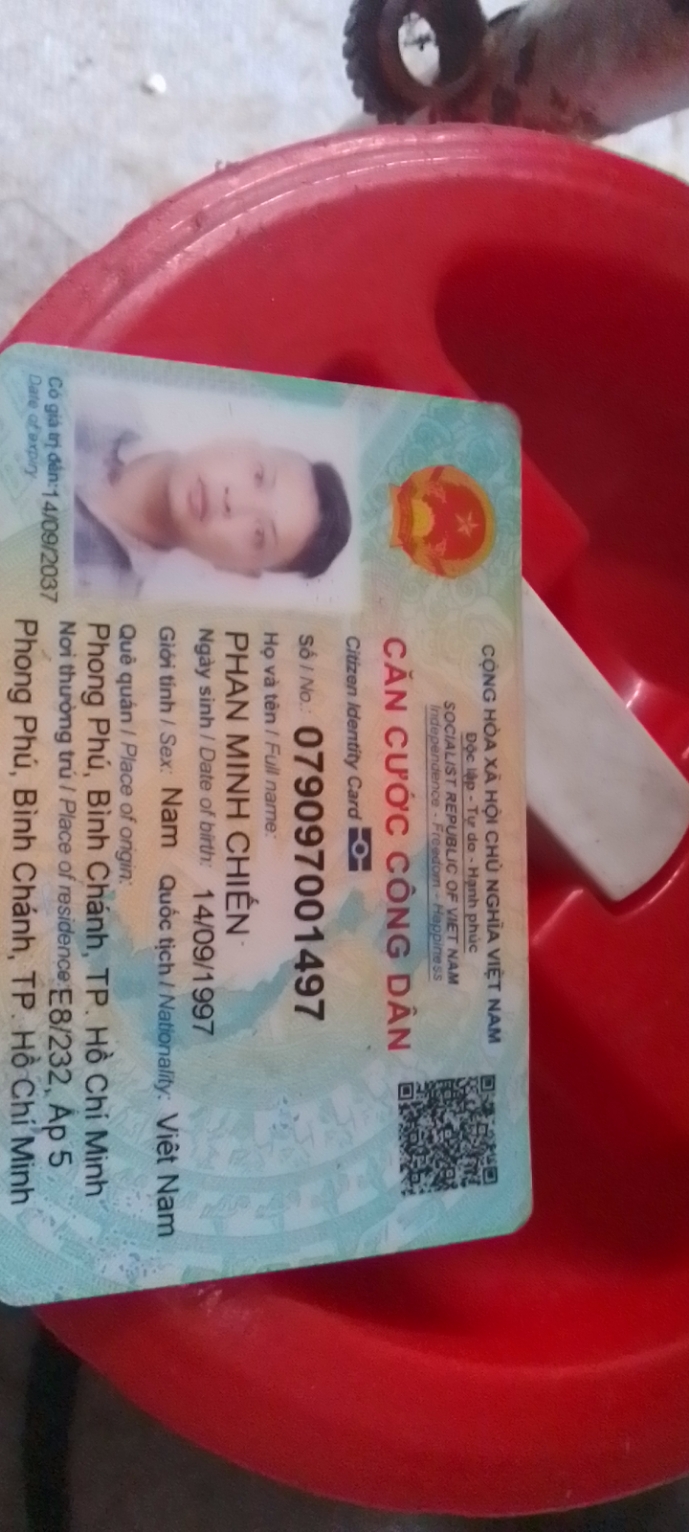 CỘNG HÒA XÃ HỘI CHỦ NGHĨA VIỆT NAM
Độc lập - Tự do - Hạnh phúc
SOCIALIST REPUBLIC OF VIET NAM
Independence - Freedom - Happiness
CĂN CƯỚC CÔNG DÂN
Citizen Identity Card
Số / No.: 079097001497
Họ và tên / Full name:
PHAN MINH CHIẾN
Ngày sinh / Date of birth: 14/09/1997
Giới tính / Sex: Nam Quốc tịch / Nationality: Việt Nam
Quê quán / Place of origin:
Phong Phú, Bình Chánh, TP. Hồ Chí Minh
Nơi thường trú / Place of residence: E8/232, Ấp 5
Phong Phú, Bình Chánh, TP. Hồ Chí Minh
Có giá trị đến: 14/09/2037
Date of expiry